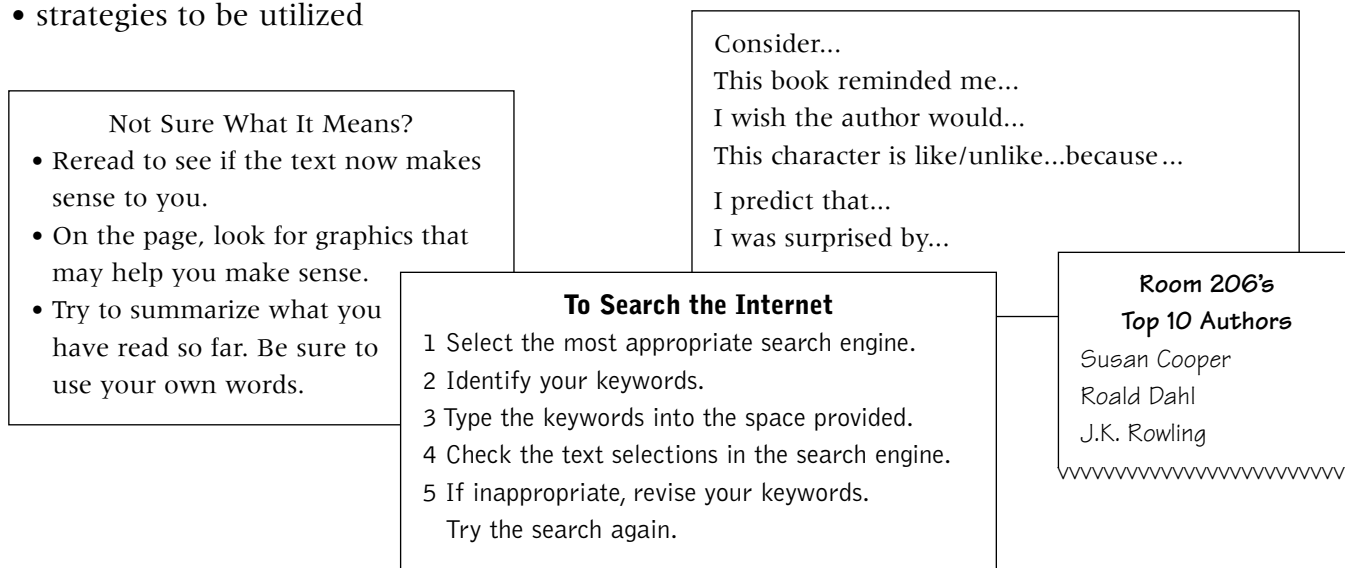 • strategies to be utilized
Not Sure What It Means?
• Reread to see if the text now makes
sense to you.
• On the page, look for graphics that
may help you make sense.
• Try to summarize what you
have read so far. Be sure to
use your own words.
Consider...
This book reminded me...
I wish the author would...
This character is like/unlike...because...
I predict that...
I was surprised by...
To Search the Internet
1 Select the most appropriate search engine.
2 Identify your keywords.
3 Type the keywords into the space provided.
4 Check the text selections in the search engine.
5 If inappropriate, revise your keywords.
Try the search again.
Room 206's
Top 10 Authors
Susan Cooper
Roald Dahl
J.K. Rowling